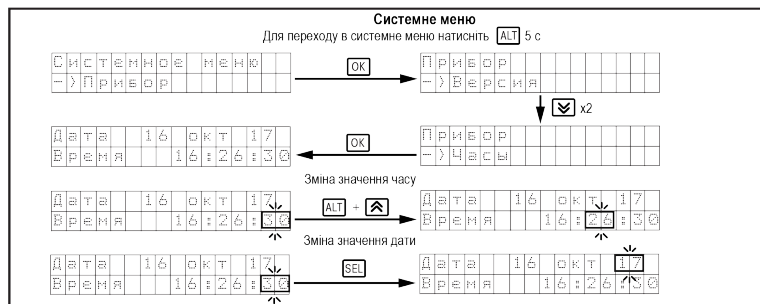 Системне меню
Для переходу в системне меню натисніть ALT 5 с
Системное меню
->Прибор
OK
Прибор
->Версия
x2
Дата 16 окт 17
Время 16:26:30
OK
Прибор
->Часы
Зміна значення часу
Дата 16 окт 17
Время 16:26:30
ALT +
Дата 16 окт 17
Время 16:26:30
Зміна значення дати
Дата 16 окт 17
Время 16:26:30
SEL
Дата 16 окт 17
Время 16:26:30